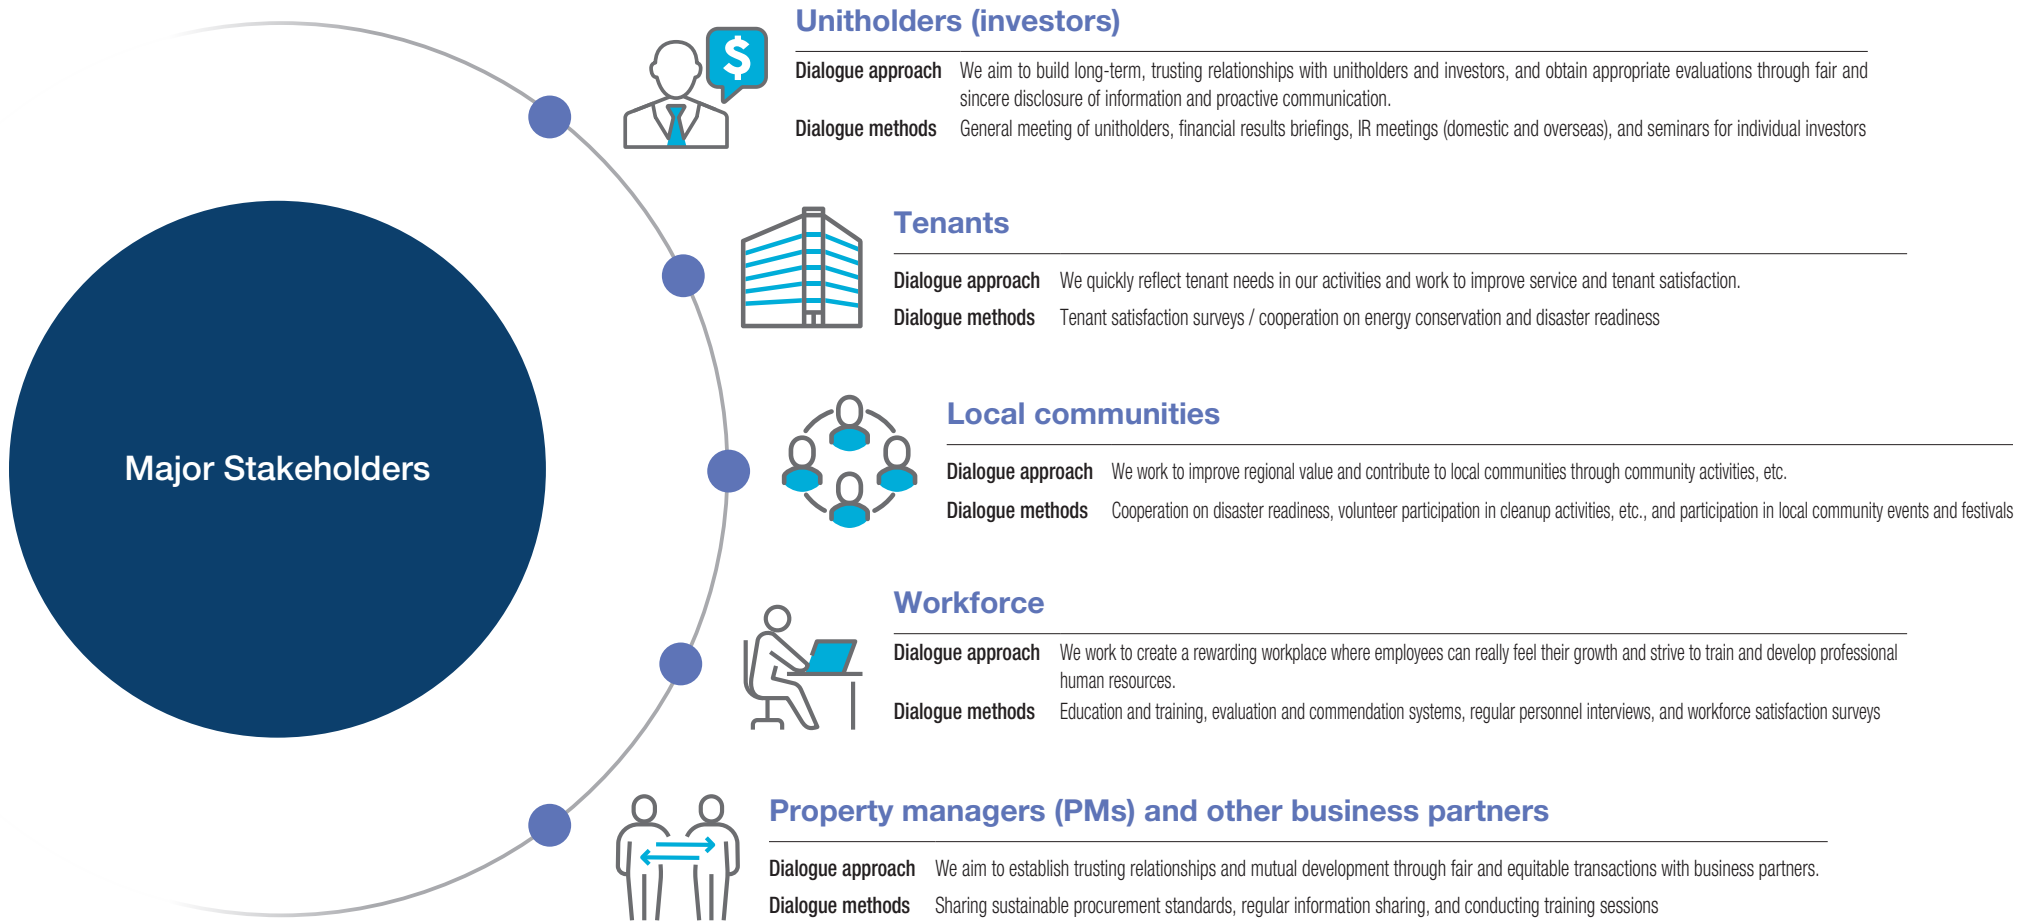 Major Stakeholders
Unitholders (investors)
$
Dialogue approach We aim to build long-term, trusting relationships with unitholders and investors, and obtain appropriate evaluations through fair and
sincere disclosure of information and proactive communication.
Dialogue methods General meeting of unitholders, financial results briefings, IR meetings (domestic and overseas), and seminars for individual investors
Tenants
Dialogue approach We quickly reflect tenant needs in our activities and work to improve service and tenant satisfaction.
Dialogue methods Tenant satisfaction surveys / cooperation on energy conservation and disaster readiness
Local communities
Dialogue approach We work to improve regional value and contribute to local communities through community activities, etc.
Dialogue methods Cooperation on disaster readiness, volunteer participation in cleanup activities, etc., and participation in local community events and festivals
Workforce
Dialogue approach We work to create a rewarding workplace where employees can really feel their growth and strive to train and develop professional
human resources.
Dialogue methods Education and training, evaluation and commendation systems, regular personnel interviews, and workforce satisfaction surveys
Property managers (PMs) and other business partners
Dialogue approach We aim to establish trusting relationships and mutual development through fair and equitable transactions with business partners.
Dialogue methods Sharing sustainable procurement standards, regular information sharing, and conducting training sessions